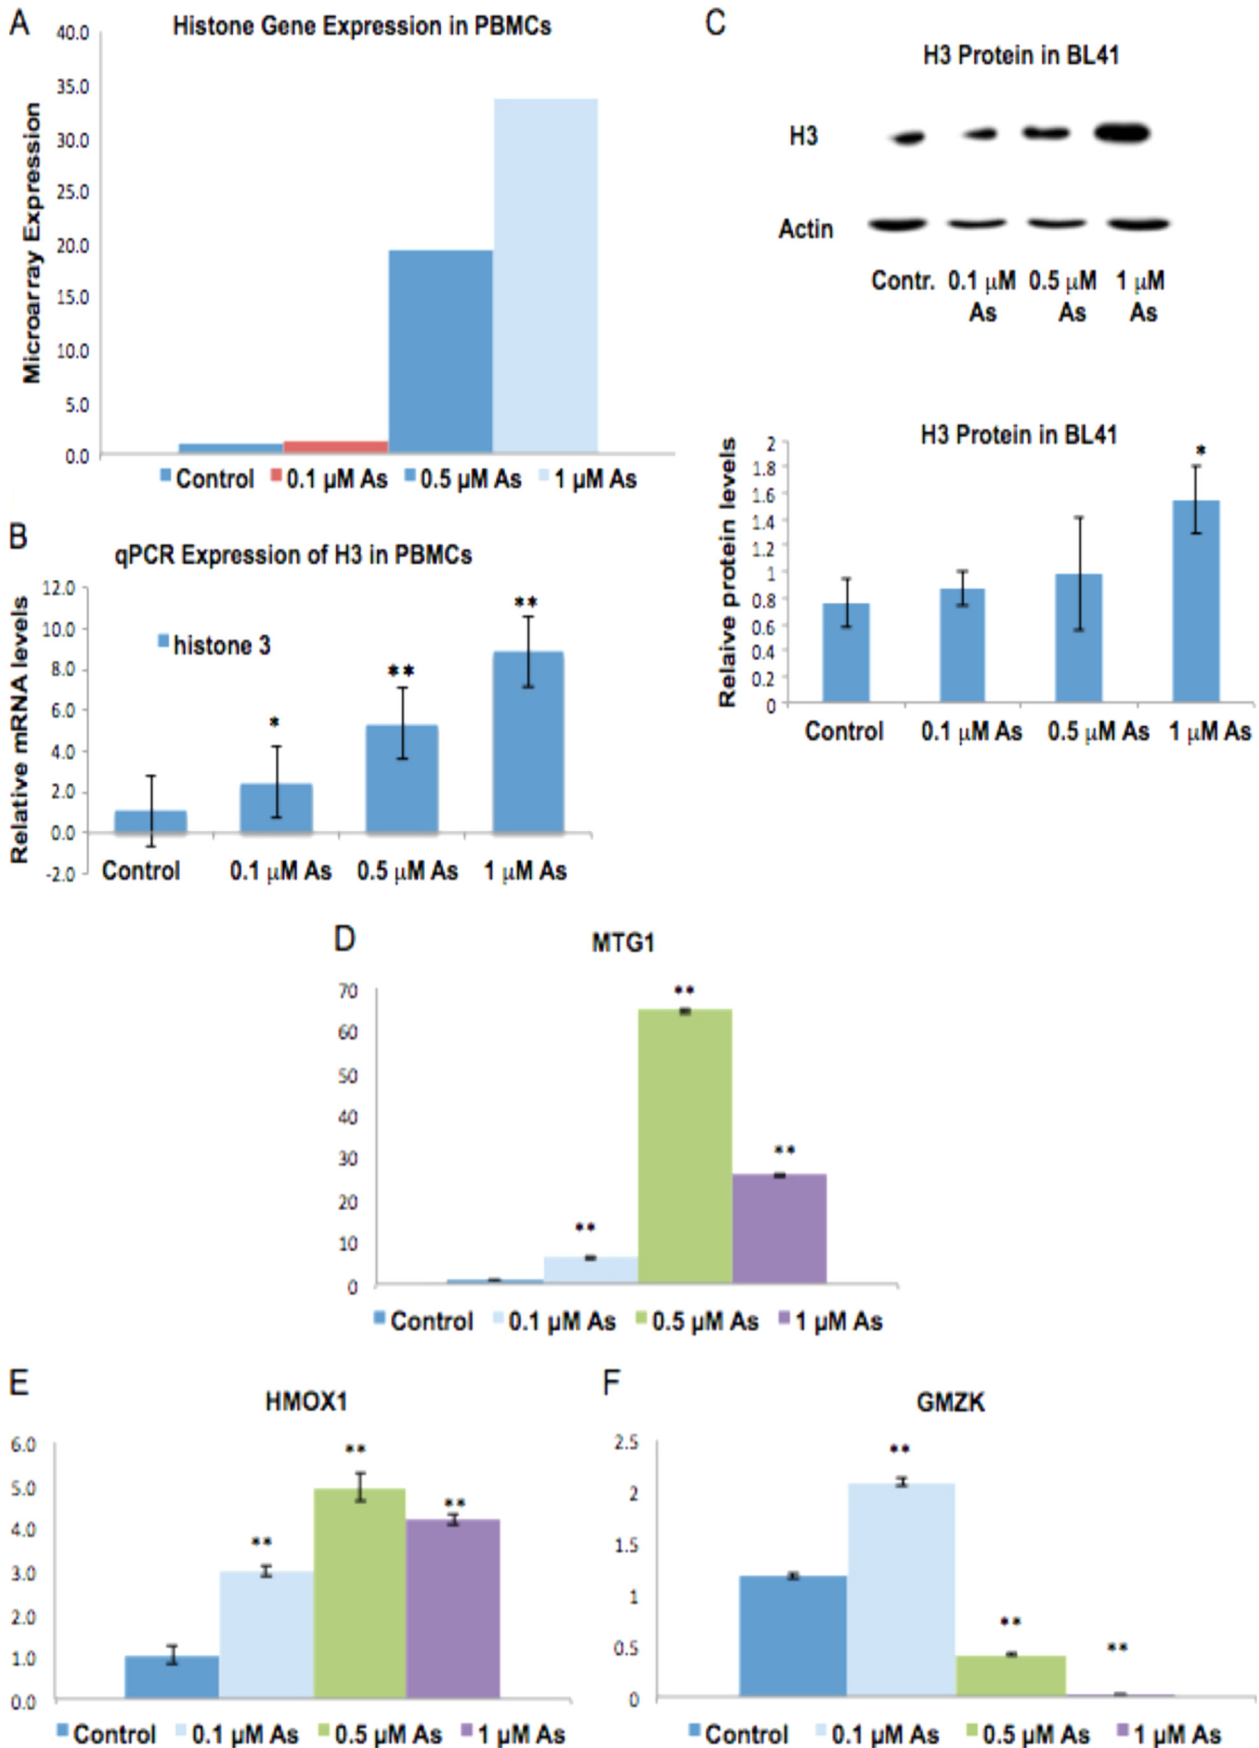 A
Histone Gene Expression in PBMCs
Microarray Expression
40.0
35.0
30.0
25.0
20.0
15.0
10.0
5.0
0.0
Control 0.1 µM As 0.5 µM As 1 µM As
B
qPCR Expression of H3 in PBMCs
Relative mRNA levels
12.0
10.0
8.0
6.0
4.0
2.0
0.0
-2.0
histone 3
*
**
**
Control 0.1 µM As 0.5 µM As 1 µM As
C
H3 Protein in BL41
H3
Actin
Contr. 0.1 µM 0.5 µM 1 µM
As As As
H3 Protein in BL41
Relaive protein levels
2
1.8
1.6
1.4
1.2
1
0.8
0.6
0.4
0.2
0
*
Control 0.1 µM As 0.5 µM As 1 µM As
D
MTG1
70
60
50
40
30
20
10
0
**
**
**
Control 0.1 µM As 0.5 µM As 1 µM As
E
HMOX1
6.0
5.0
4.0
3.0
2.0
1.0
0.0
**
**
**
Control 0.1 µM As 0.5 µM As 1 µM As
F
GMZK
2.5
2
1.5
1
0.5
0
**
**
**
Control 0.1 µM As 0.5 µM As 1 µM As